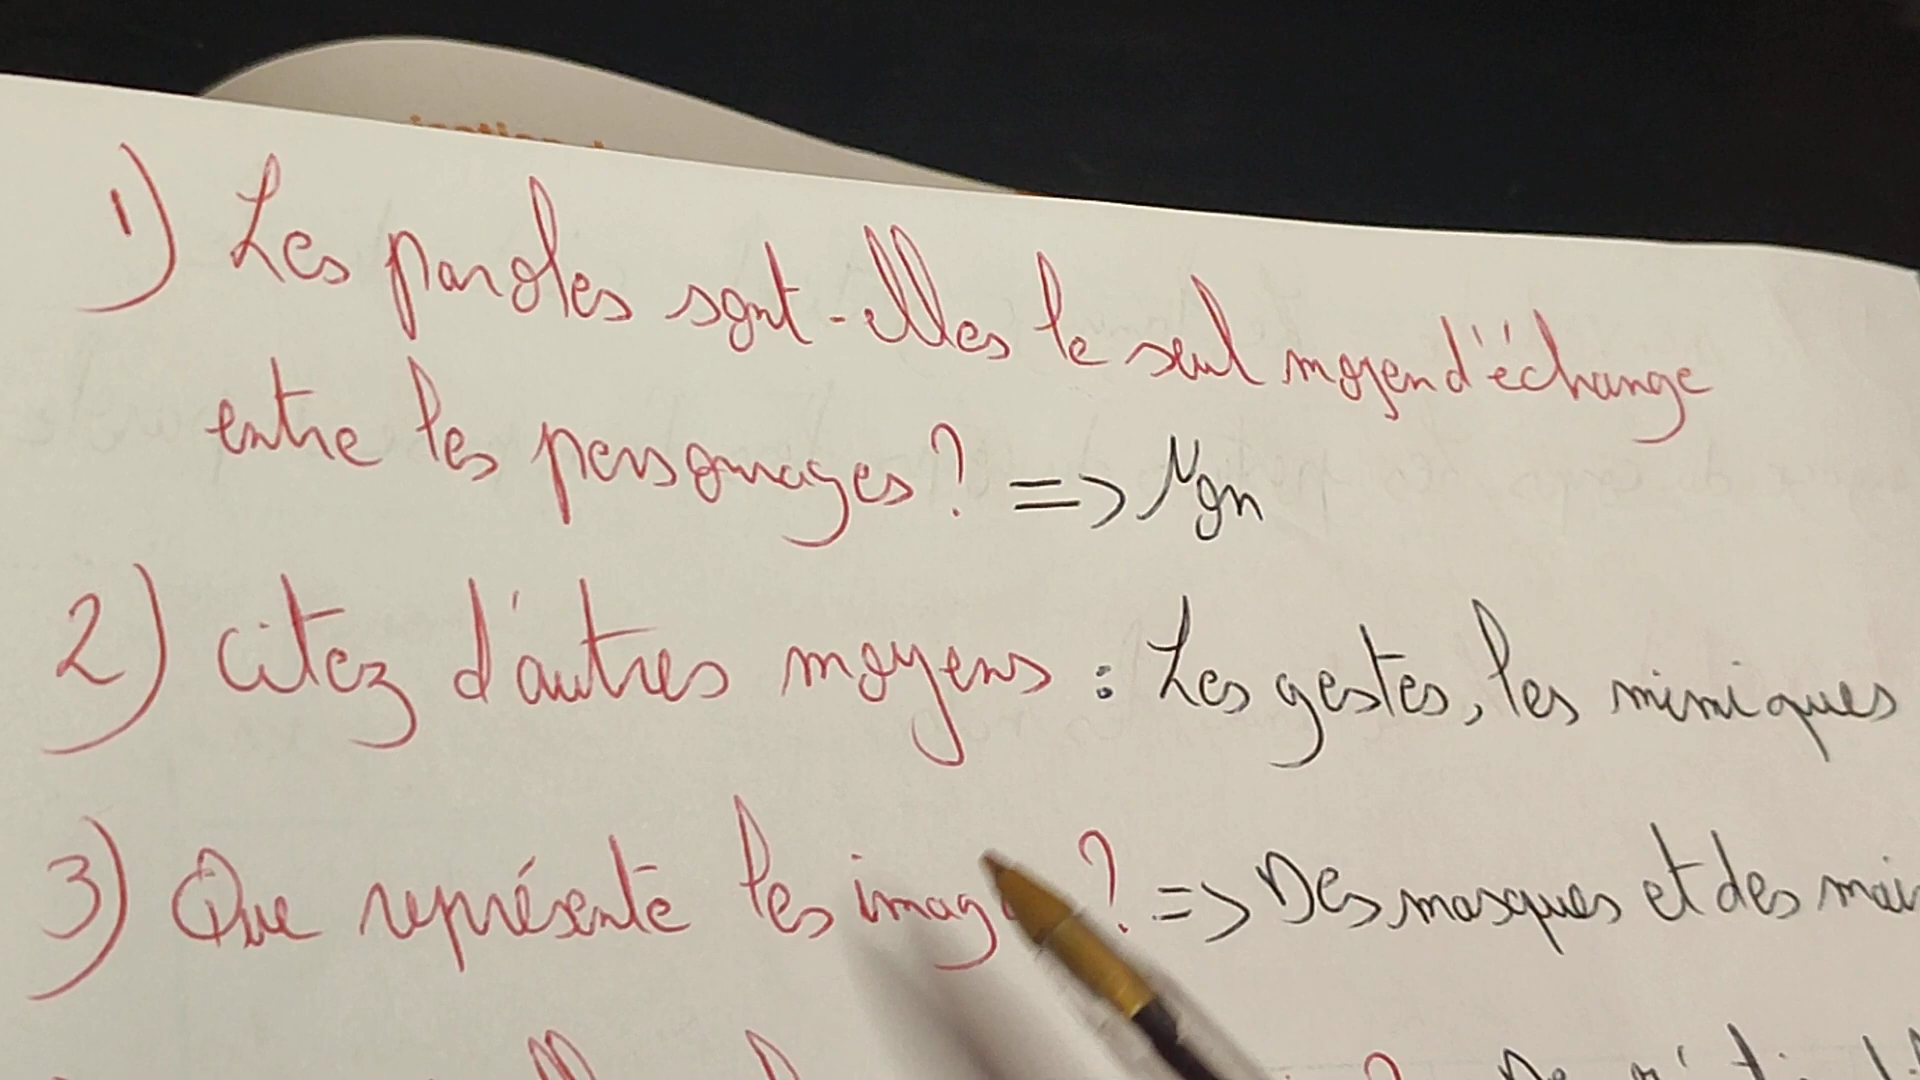 1) Les paroles sont-elles le seul moyen d'échange
entre les personnages ? => Non
2) Citez d'autres moyens : Les gestes, les mimiques
3) Que représente les ? => Des masques et des